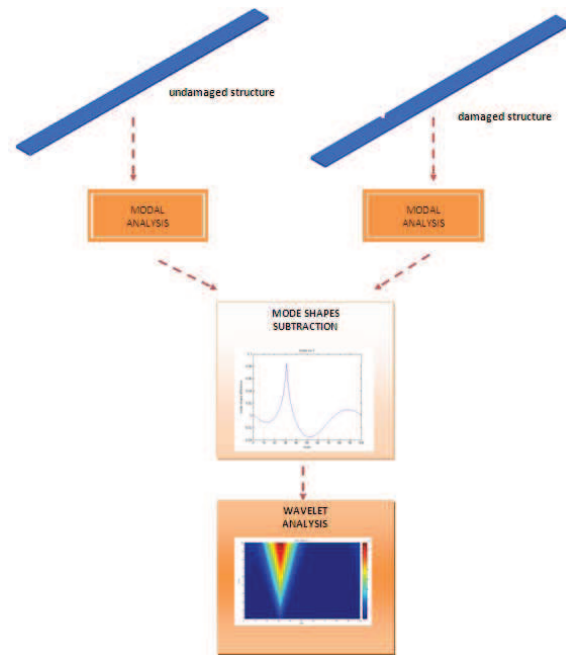 undamaged structure
damaged structure
MODAL
ANALYSIS
MODAL
ANALYSIS
MODE SHAPES
SUBTRACTION
WAVELET
ANALYSIS